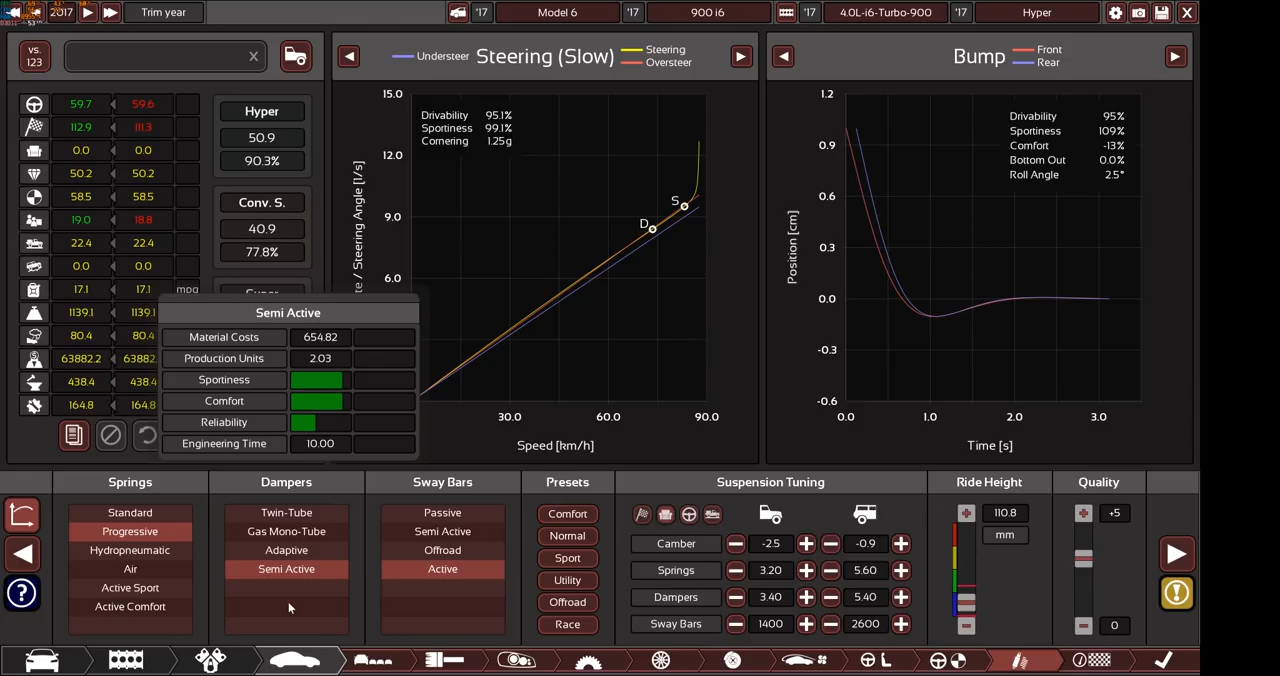 2017
Trim year
'17
Model 6
'17
900 i6
'17
4.0L-i6-Turbo-900
'17
Hyper
vs.
123
X
59.7 59.6
112.9 111.3
0.0 0.0
50.2 50.2
58.5 58.5
19.0 18.8
22.4 22.4
0.0 0.0
17.1 17.1 mpg
1139.1 1139.1
80.4 80.4
63882.2 63882.
438.4 438.4
164.8 164.8
Hyper
50.9
90.3%
Conv. S.
40.9
77.8%
Semi Active
Material Costs 654.82
Production Units 2.03
Sportiness
Comfort
Reliability
Engineering Time 10.00
Understeer
Steering (Slow)
Steering
Oversteer
15.0
12.0
9.0
6.0
Drivability 95.1%
Sportiness 99.1%
Cornering 1.25g
S
D
/ Steering Angle [1/s]
30.0 60.0 90.0
Speed [km/h]
Bump
Front
Rear
1.2
0.9
0.6
0.3
0.0
-0.3
-0.6
Drivability 95%
Sportiness 109%
Comfort -13%
Bottom Out 0.0%
Roll Angle 2.5°
Position [cm]
0.0 1.0 2.0 3.0
Time [s]
Springs
Standard
Progressive
Hydropneumatic
Air
Active Sport
Active Comfort
Dampers
Twin-Tube
Gas Mono-Tube
Adaptive
Semi Active
Sway Bars
Passive
Semi Active
Offroad
Active
Presets
Comfort
Normal
Sport
Utility
Offroad
Race
Suspension Tuning
Camber -2.5 -0.9
Springs 3.20 5.60
Dampers 3.40 5.40
Sway Bars 1400 2600
Ride Height
110.8
mm
Quality
+5
0